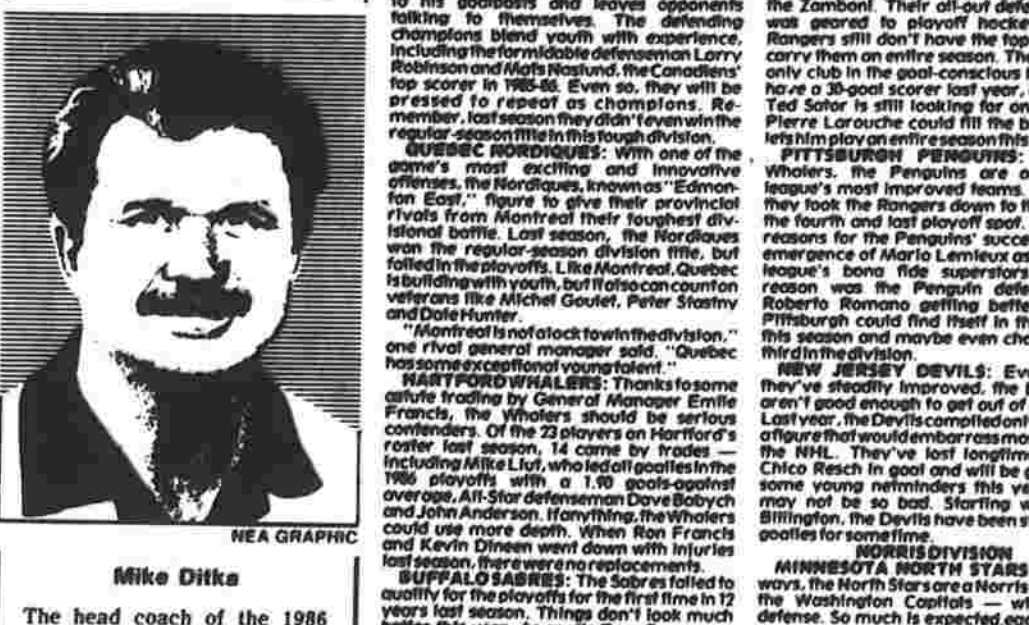 NEA GRAPHIC
Mike Ditka
The head coach of the 1986
to his goalposts and leaves opponents
talking to themselves. The defending
champions blend youth with experience,
including the formidable defenseman Larry
Robinson and Mats Naslund, the Canadiens'
top scorer in 1985-86. Even so, they will be
pressed to repeat as champions. Re-
member, last season they didn't even win the
regular-season title in this tough division.
QUEBEC NORDIQUES: With one of the
game's most exciting and innovative
offenses, the Nordiques, known as "Edmon-
ton East," figure to give their provincial
rivals from Montreal their toughest div-
isional battle. Last season, the Nordiques
won the regular-season division title, but
failed in the playoffs. Like Montreal, Quebec
is building with youth, but it also can count on
veterans like Michel Goulet, Peter Stastny
and Dale Hunter.
"Montreal is not a lock to win the division,"
one rival general manager said. "Quebec
has some exceptional young talent."
HARTFORD WHALERS: Thanks to some
astute trading by General Manager Emile
Francis, the Whalers should be serious
contenders. Of the 23 players on Hartford's
roster last season, 14 came by trades —
including Mike Liut, who led all goalies in the
1986 playoffs with a 1.90 goals-against
average, All-Star defenseman Dave Babych
and John Anderson. If anything, the Whalers
could use more depth. When Ron Francis
and Kevin Dineen went down with injuries
last season, there were no replacements.
BUFFALO SABRES: The Sabres failed to
qualify for the playoffs for the first time in 12
years last season. Things don't look much
the Zamboni. Their all-out defe
was geared to playoff hocke
Rangers still don't have the top
carry them an entire season. The
only club in the goal-conscious
have a 30-goal scorer last year,
Ted Sator is still looking for on
Pierre Larouche could fill the b
lets him play an entire season this
PITTSBURGH PENGUINS:
Whalers, the Penguins are o
league's most improved teams.
they took the Rangers down to t
the fourth and last playoff spot.
reasons for the Penguins' succe
emergence of Mario Lemieux as
league's bona fide superstars
reason was the Penguin defe
Roberto Romano getting bett
Pittsburgh could find itself in th
this season and maybe even cha
third in the division.
NEW JERSEY DEVILS: Eve
they've steadily improved, the
aren't good enough to get out of
Last year, the Devils compiled onl
a figure that would embarrass mo
the NHL. They've lost longtim
Chico Resch in goal and will be
some young netminders this ye
may not be so bad. Starting w
Billington, the Devils have been s
goalies for some time.
NORRIS DIVISION
MINNESOTA NORTH STARS
ways, the North Stars are a Norris
the Washington Capitals — wi
defense. So much is expected